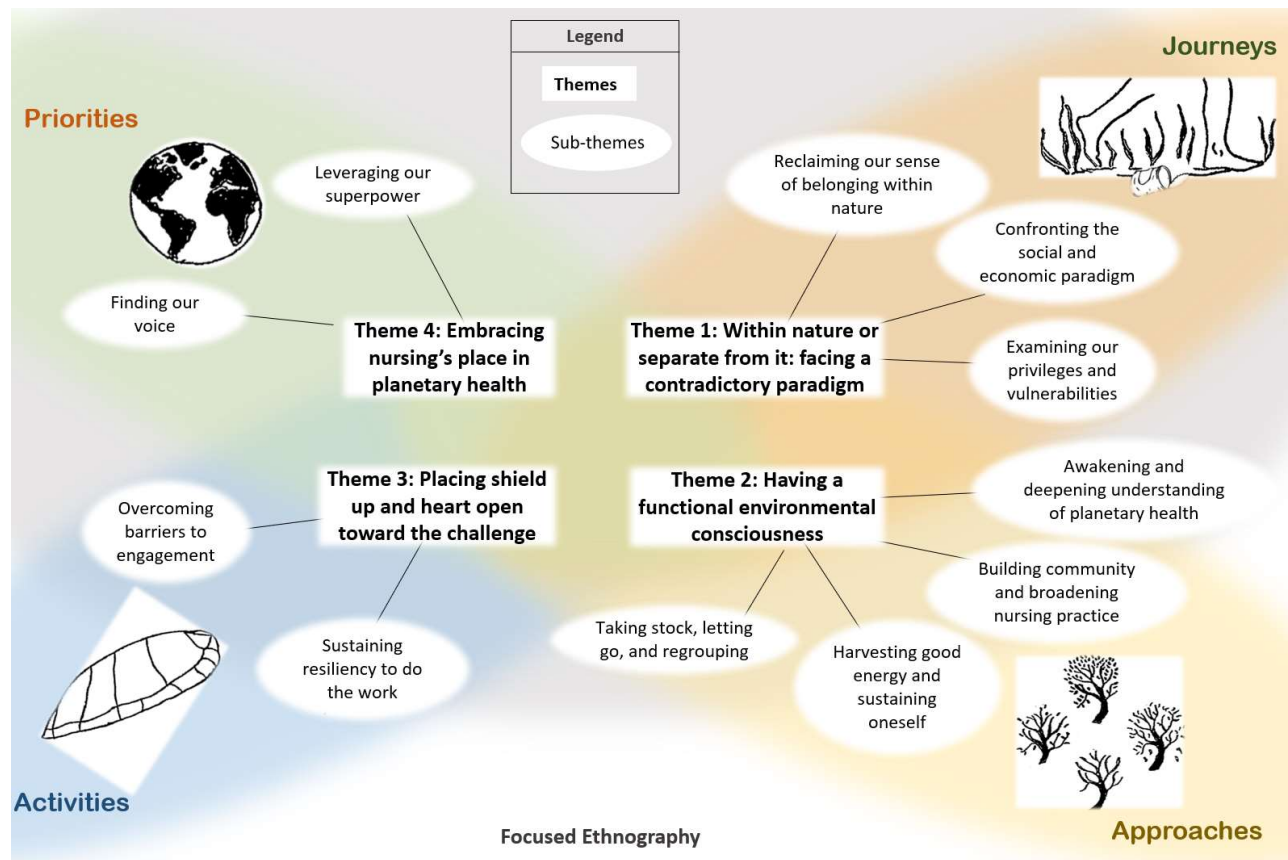 Legend
Themes
Sub-themes
Priorities
Journeys
Leveraging our
superpower
Finding our
voice
Theme 4: Embracing
nursing’s place in
planetary health
Reclaiming our sense
of belonging within
nature
Confronting the
social and
economic paradigm
Theme 1: Within nature or
separate from it: facing a
contradictory paradigm
Examining our
privileges and
vulnerabilities
Theme 3: Placing shield
up and heart open
toward the challenge
Overcoming
barriers to
engagement
Sustaining
resiliency to do
the work
Theme 2: Having a
functional environmental
consciousness
Awakening and
deepening understanding
of planetary health
Building community
and broadening
nursing practice
Taking stock, letting
go, and regrouping
Harvesting good
energy and
sustaining
oneself
Activities
Focused Ethnography
Approaches